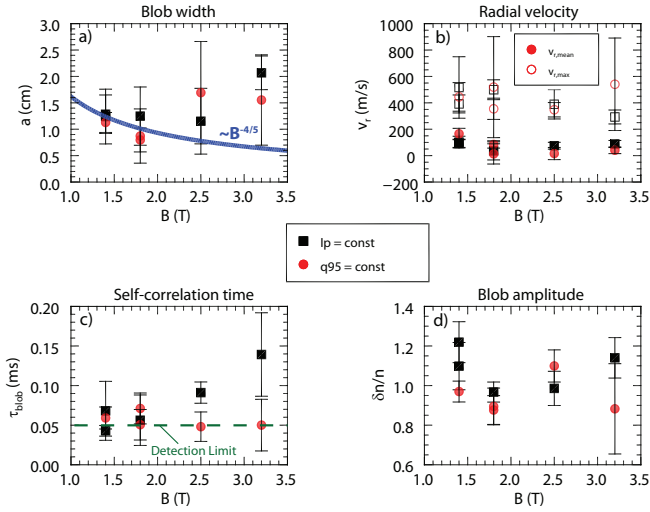 Blob width
Radial velocity
a)
b)
3.0
2.5
2.0
1.5
1.0
0.5
0.0
a (cm)
~B-4/5
1.0 1.5 2.0 2.5 3.0 3.5
B (T)
1000
800
600
400
200
0
−200
vr (m/s)
vr,mean
vr,max
1.0 1.5 2.0 2.5 3.0 3.5
B (T)
Ip = const
q95 = const
Self-correlation time
Blob amplitude
c)
d)
0.20
0.15
0.10
0.05
0.00
τblob (ms)
Detection Limit
1.0 1.5 2.0 2.5 3.0 3.5
B (T)
1.4
1.2
1.0
0.8
0.6
δn/n
1.0 1.5 2.0 2.5 3.0 3.5
B (T)